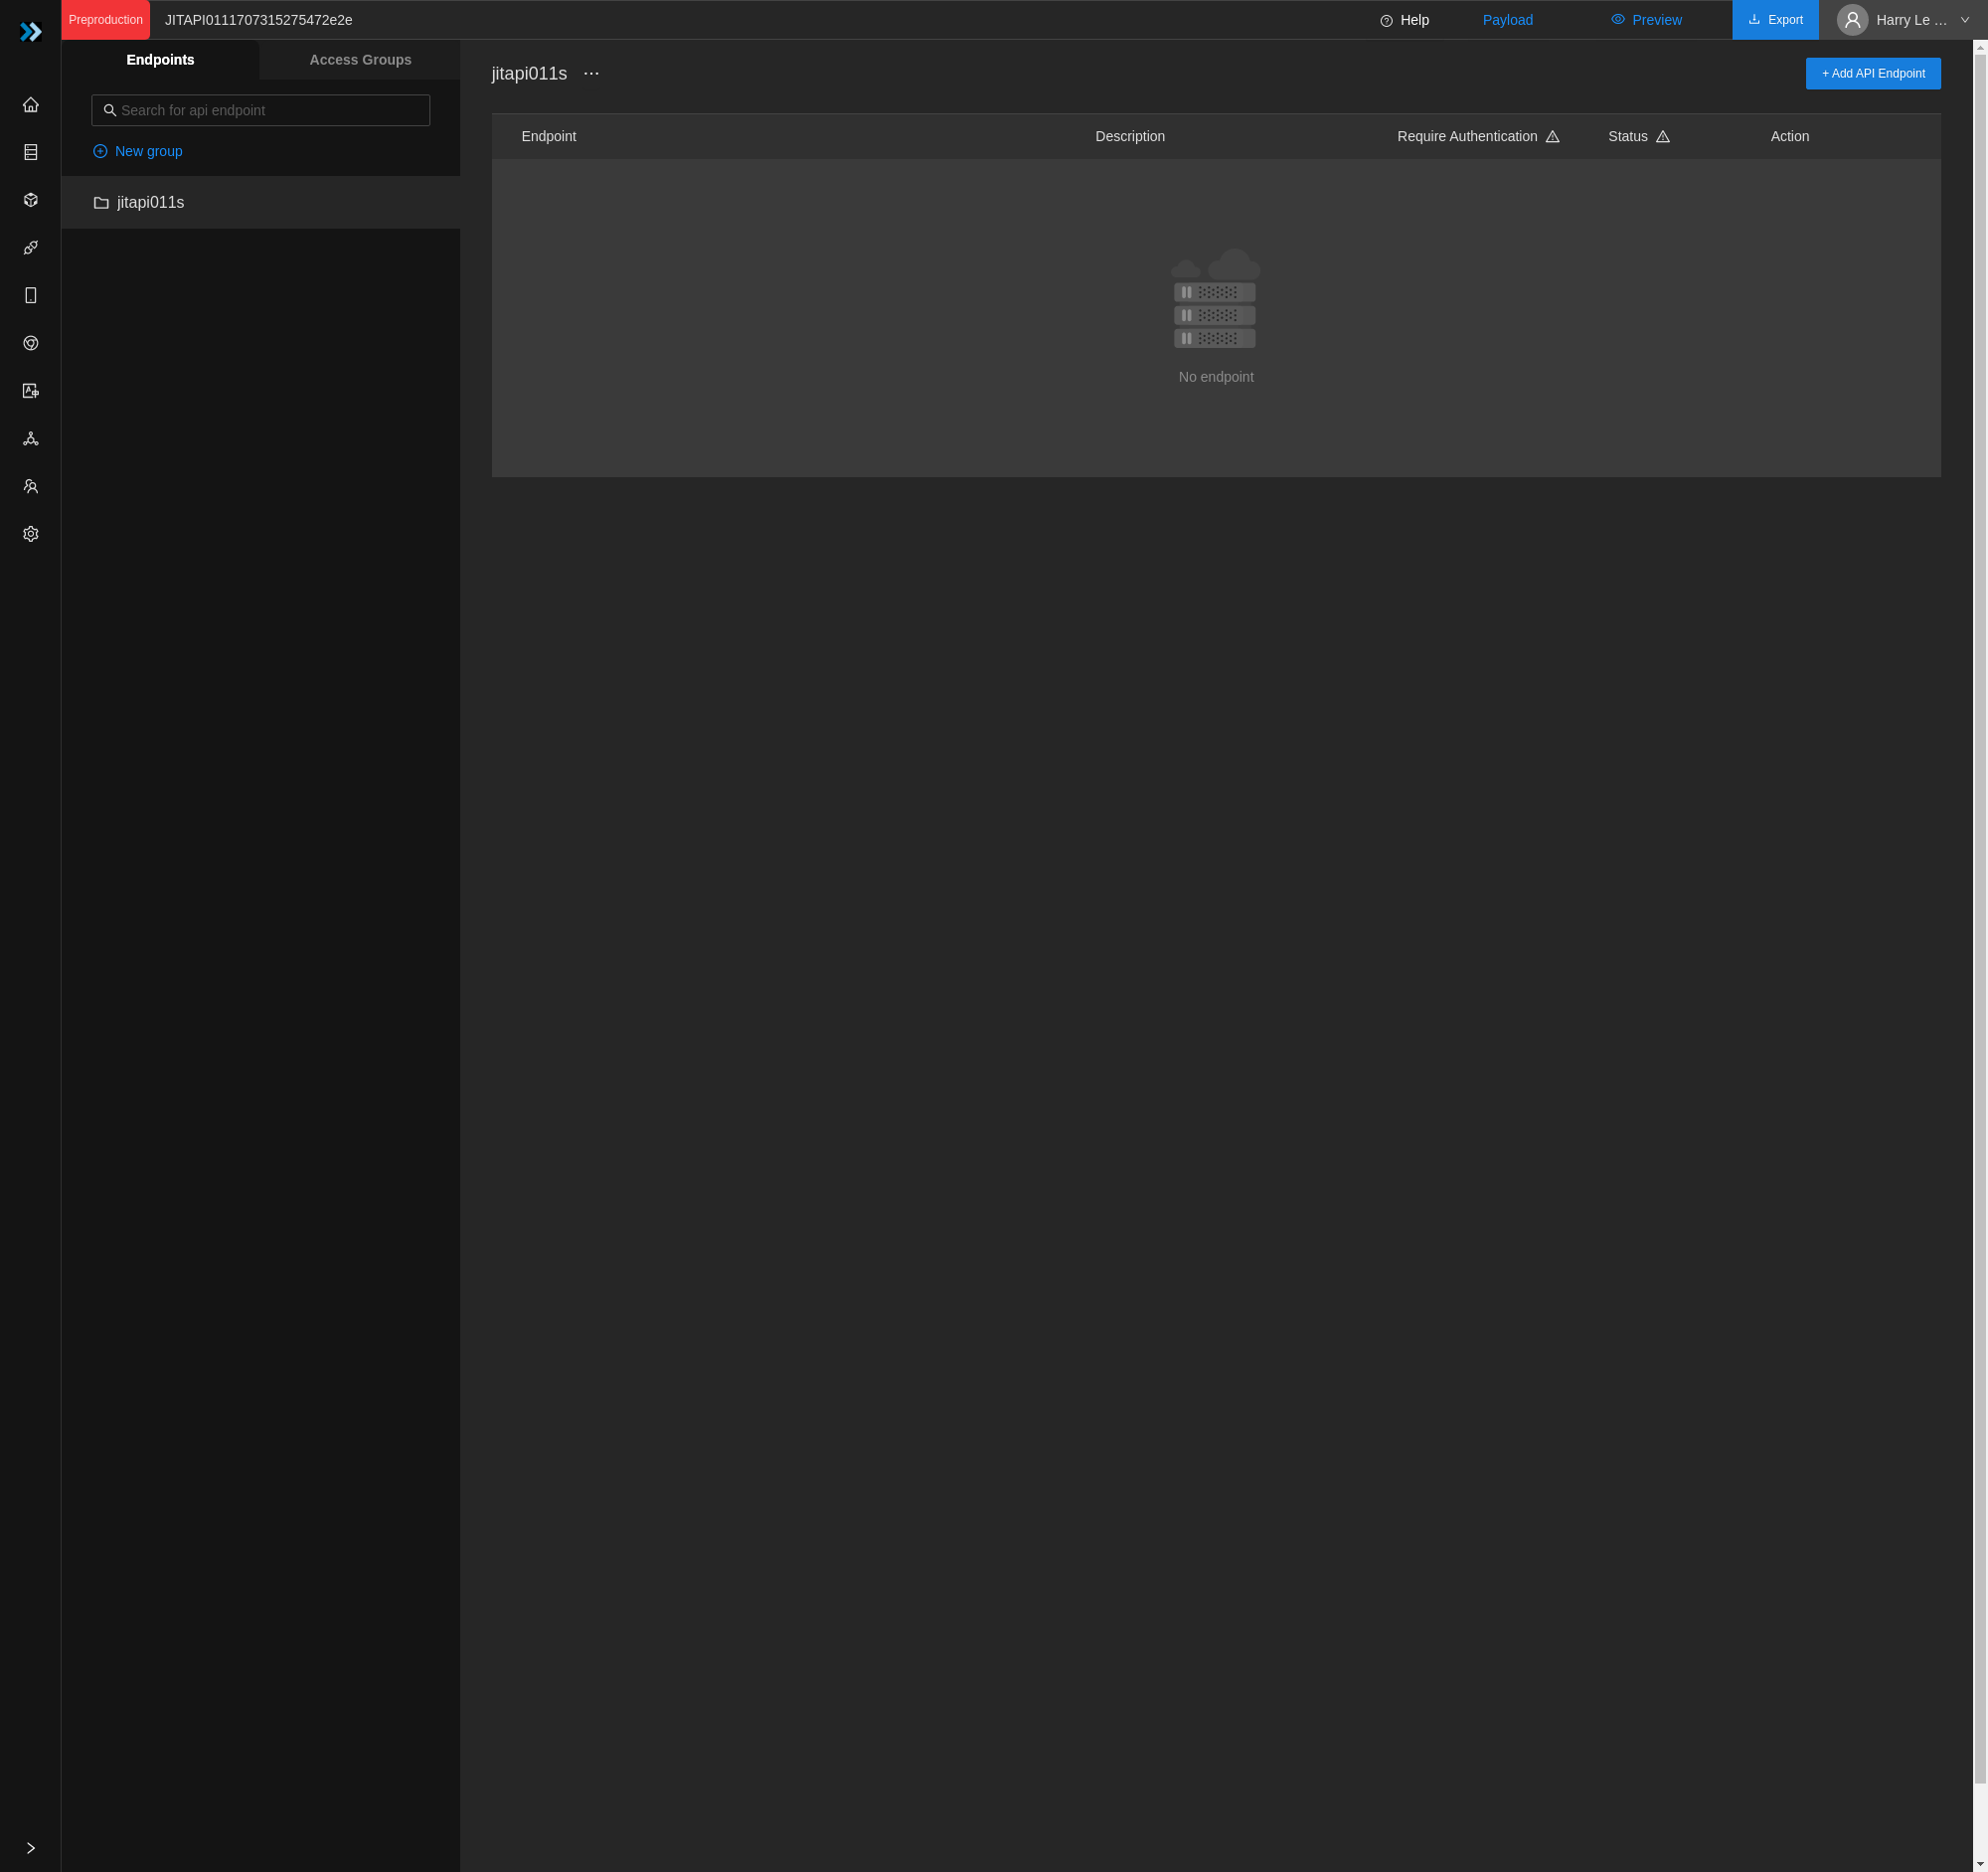 Preproduction
JITAPI0111707315275472e2e
Help
Payload
Preview
Export
Harry Le ...
Endpoints
Access Groups
Search for api endpoint
New group
jitapi011s
jitapi011s
+ Add API Endpoint
Endpoint
Description
Require Authentication
Status
Action
No endpoint